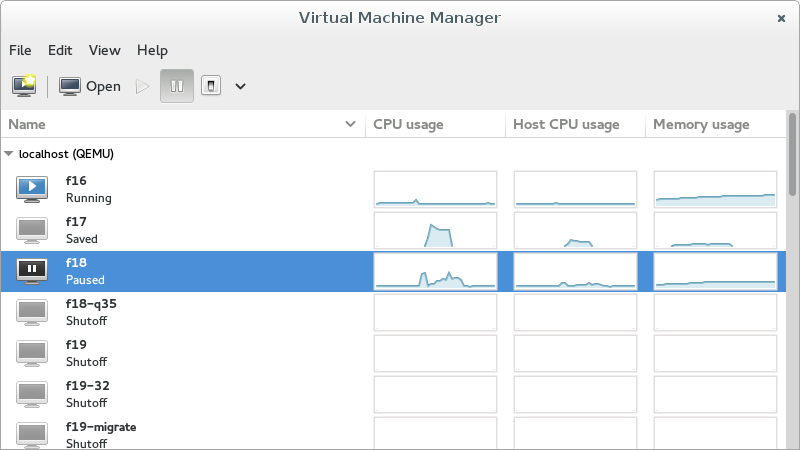 Virtual Machine Manager
File Edit View Help
Open
Name CPU usage Host CPU usage Memory usage
localhost (QEMU)
f16
Running
f17
Saved
f18
Paused
f18-q35
Shutoff
f19
Shutoff
f19-32
Shutoff
f19-migrate
Shutoff